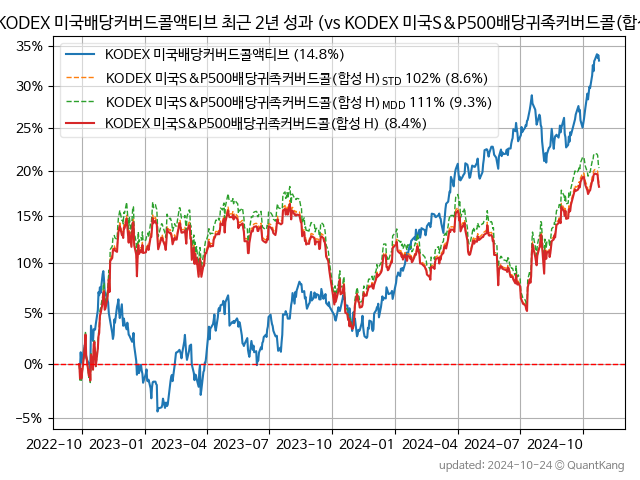 KODEX 미국배당커버드콜액티브 최근 2년 성과 (vs KODEX 미국S&P500배당귀족커버드콜(합성
KODEX 미국배당커버드콜액티브 (14.8%)
KODEX 미국S&P500배당귀족커버드콜(합성 H) STD 102% (8.6%)
KODEX 미국S&P500배당귀족커버드콜(합성 H) MDD 111% (9.3%)
KODEX 미국S&P500배당귀족커버드콜(합성 H) (8.4%)
35%
30%
25%
20%
15%
10%
5%
0%
−5%
2022-10 2023-01 2023-04 2023-07 2023-10 2024-01 2024-04 2024-07 2024-10
updated: 2024-10-24 ⓒ QuantKang